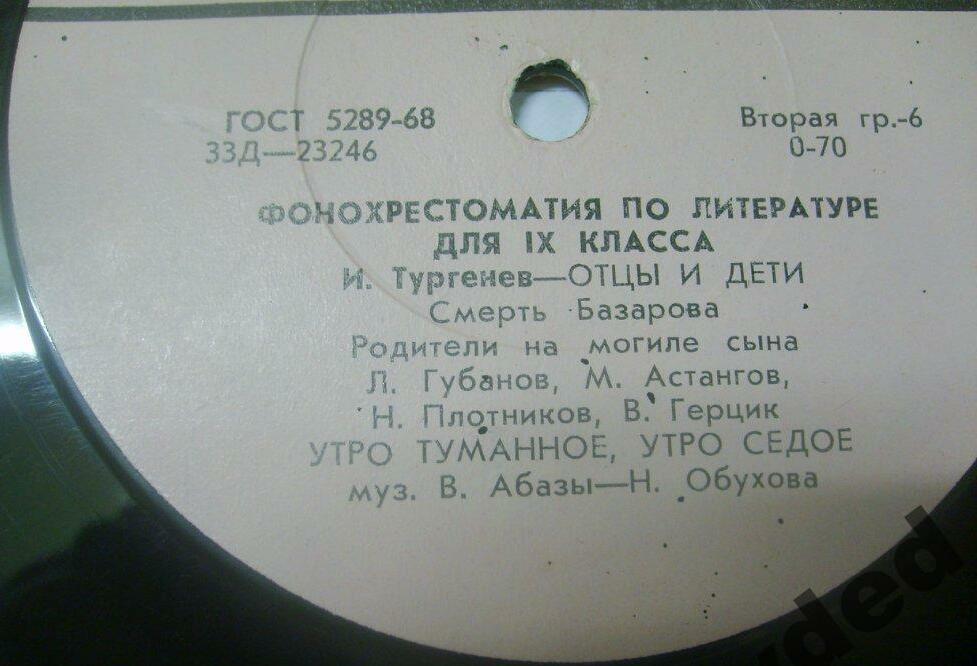 ГОСТ 5289-68
Вторая гр.-6
33Д—23246
0-70
ФОНОХРЕСТОМАТИЯ ПО ЛИТЕРАТУРЕ
ДЛЯ IX КЛАССА
И. Тургенев—ОТЦЫ И ДЕТИ
Смерть Базарова
Родители на могиле сына
Л. Губанов, М. Астангов,
Н. Плотников, В. Герцик
УТРО ТУМАННОЕ, УТРО СЕДОЕ
муз. В. Абазы—Н. Обухова